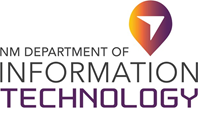 NM DEPARTMENT OF
INFORMATION
TECHNOLOGY